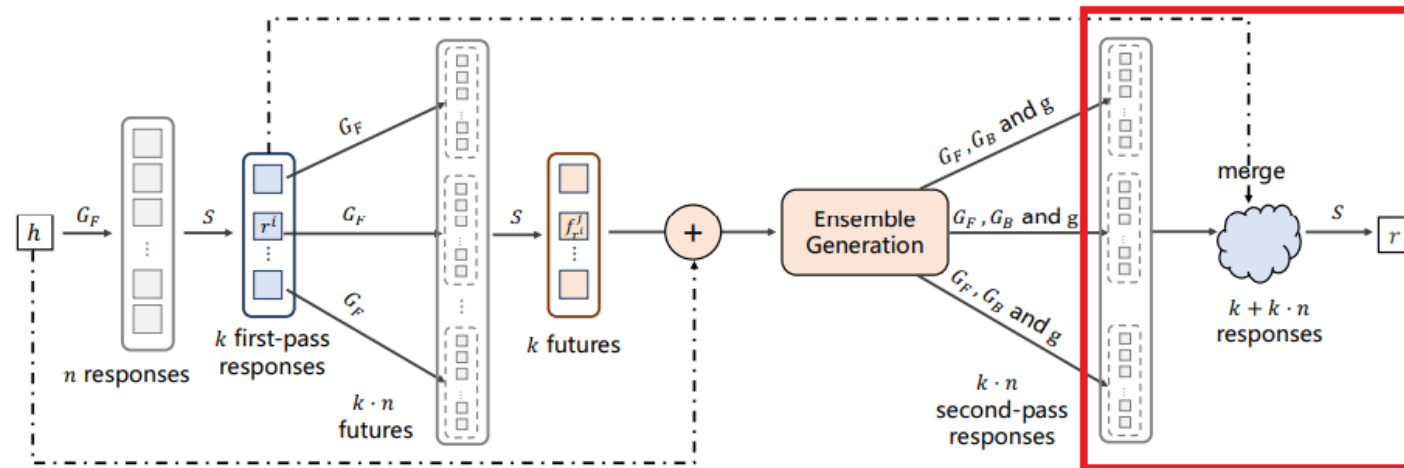 h
G_F
n responses
S
r^i
⋮
k first-pass
responses
G_F
G_F
G_F
k · n
futures
S
f_{r^i}^j
⋮
k futures
+
Ensemble
Generation
G_F, G_B and g
G_F, G_B and g
G_F, G_B and g
k · n
second-pass
responses
merge
k + k · n
responses
S
r